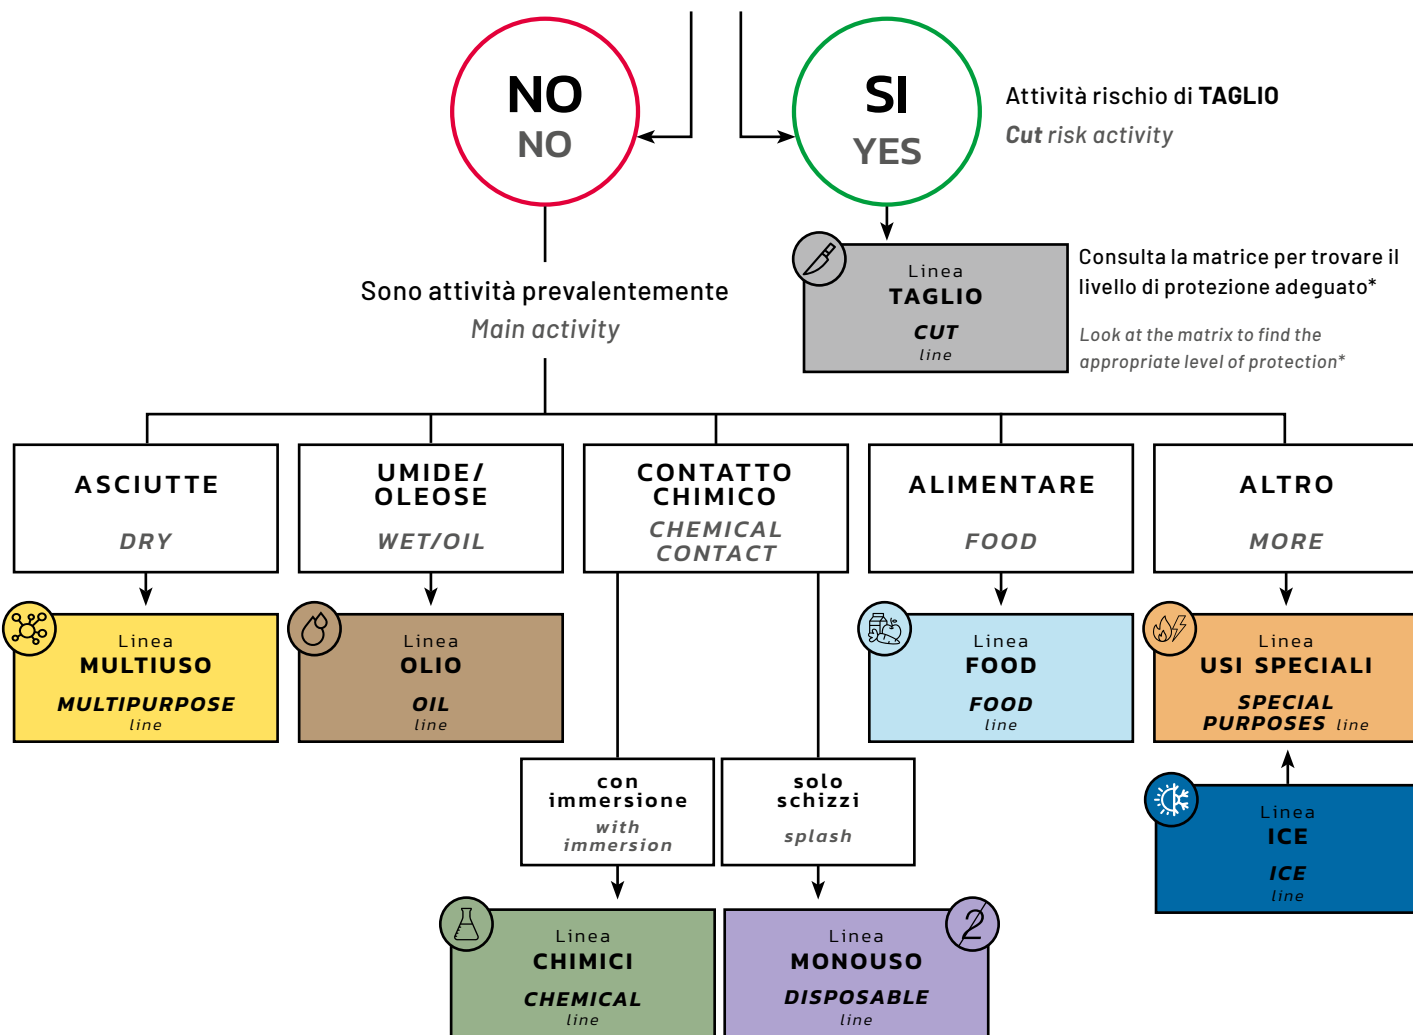 NO
NO
SI
YES
Attività rischio di TAGLIO
Cut risk activity
Linea
TAGLIO
CUT
line
Consulta la matrice per trovare il
livello di protezione adeguato*
Look at the matrix to find the
appropriate level of protection*
Sono attività prevalentemente
Main activity
ASCIUTTE
DRY
UMIDE/
OLEOSE
WET/OIL
CONTATTO
CHIMICO
CHEMICAL
CONTACT
ALIMENTARE
FOOD
ALTRO
MORE
Linea
MULTIUSO
MULTIPURPOSE
line
Linea
OLIO
OIL
line
Linea
FOOD
FOOD
line
Linea
USI SPECIALI
SPECIAL
PURPOSES line
con
immersione
with
immersion
solo
schizzi
splash
Linea
ICE
ICE
line
Linea
CHIMICI
CHEMICAL
line
2
Linea
MONOUSO
DISPOSABLE
line